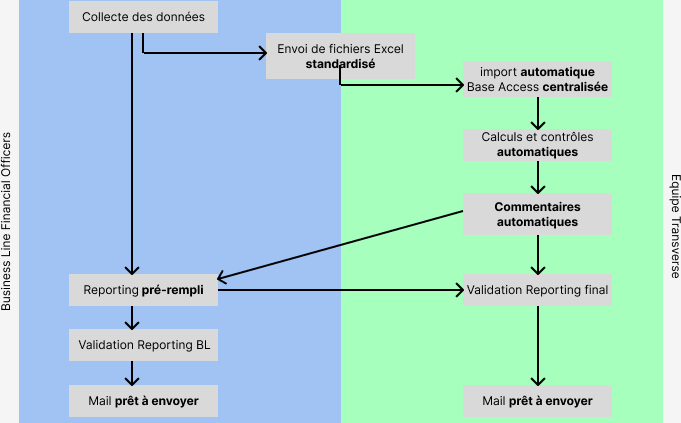 Collecte des données
Envoi de fichiers Excel
standardisé
import automatique
Base Access centralisée
Calculs et contrôles
automatiques
Commentaires
automatiques
Reporting pré-rempli
Validation Reporting final
Validation Reporting BL
Mail prêt à envoyer
Mail prêt à envoyer
Business Line Financial Officers
Equipe Transverse